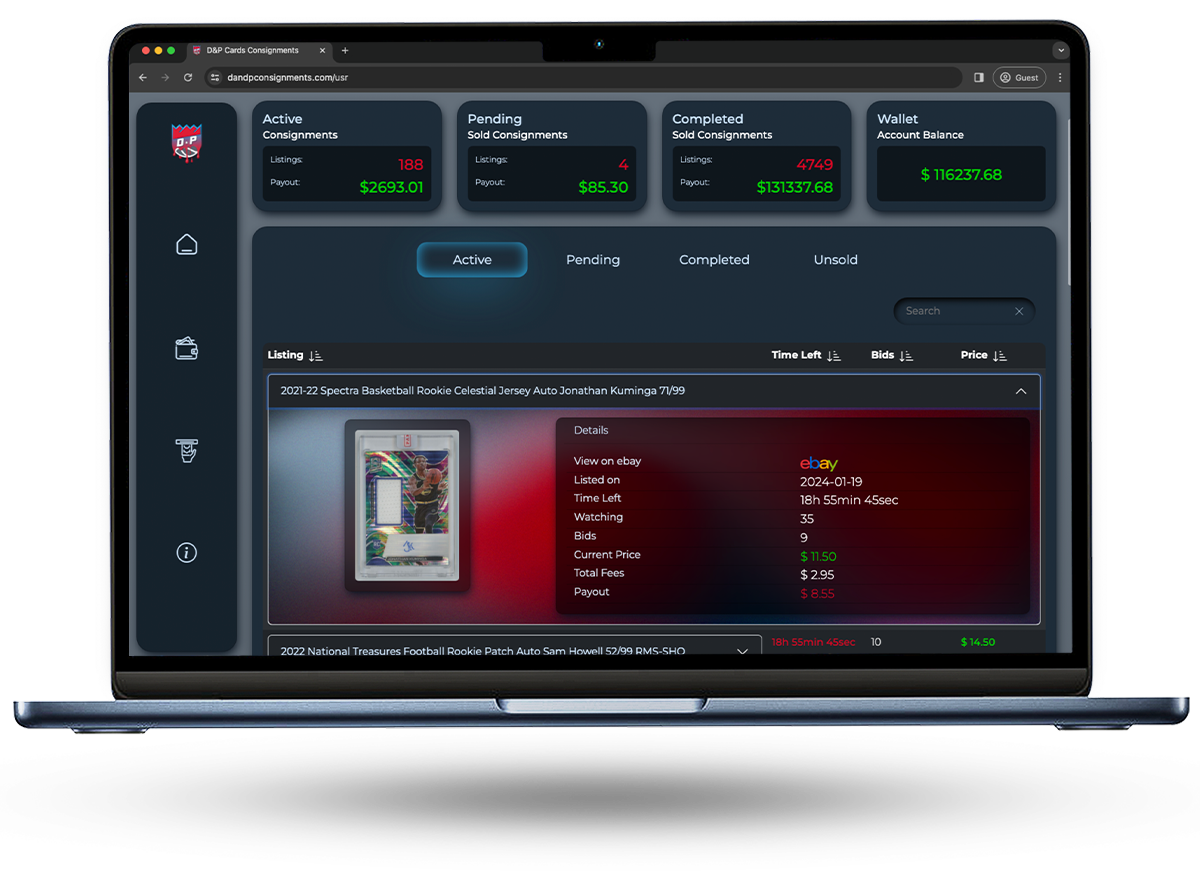 D&P Cards Consignments
dandpconsignments.com/usr
Guest
D&P
Active
Consignments
Listings: 188
Payout: $2693.01
Pending
Sold Consignments
Listings: 4
Payout: $85.30
Completed
Sold Consignments
Listings: 4749
Payout: $131337.68
Wallet
Account Balance
$ 116237.68
Active Pending Completed Unsold
Search
Listing Time Left Bids Price
2021-22 Spectra Basketball Rookie Celestial Jersey Auto Jonathan Kuminga 71/99
Details
View on ebay ebay
Listed on 2024-01-19
Time Left 18h 55min 45sec
Watching 35
Bids 9
Current Price $ 11.50
Total Fees $ 2.95
Payout $ 8.55
2022 National Treasures Football Rookie Patch Auto Sam Howell 52/99 RMS-SHO 18h 55min 45sec 10 $ 14.50